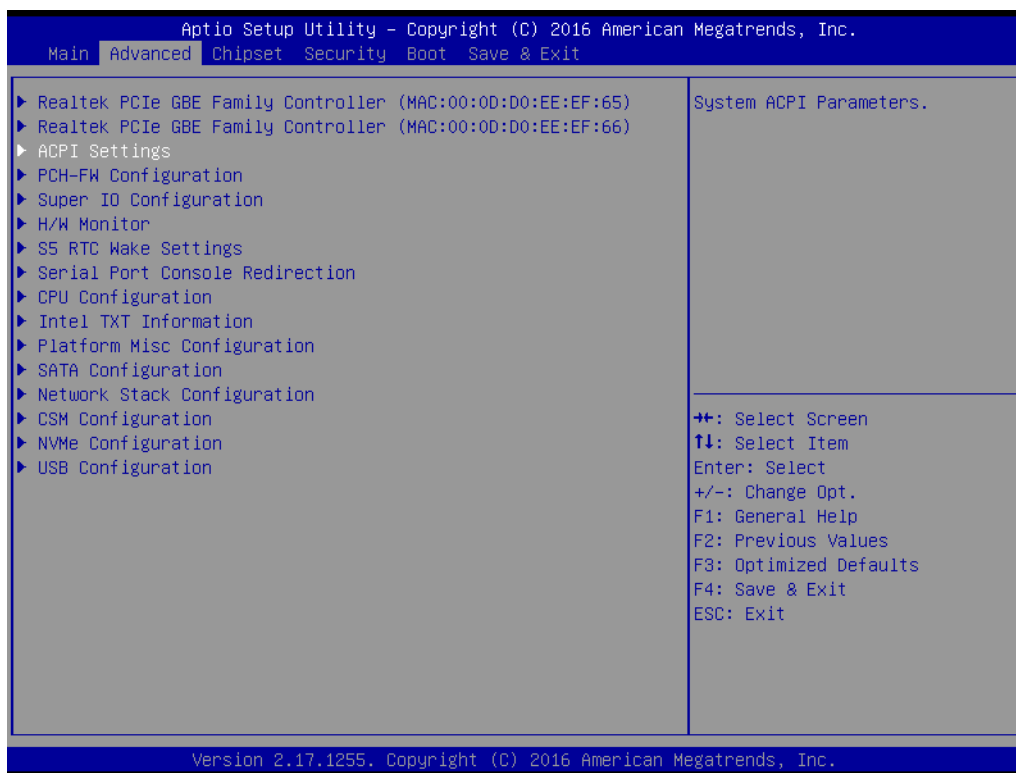 Aptio Setup Utility – Copyright (C) 2016 American Megatrends, Inc.
Main Advanced Chipset Security Boot Save & Exit
Realtek PCIe GBE Family Controller (MAC:00:0D:D0:EE:EF:65)
Realtek PCIe GBE Family Controller (MAC:00:0D:D0:EE:EF:66)
ACPI Settings
PCH-FW Configuration
Super IO Configuration
H/W Monitor
S5 RTC Wake Settings
Serial Port Console Redirection
CPU Configuration
Intel TXT Information
Platform Misc Configuration
SATA Configuration
Network Stack Configuration
CSM Configuration
NVMe Configuration
USB Configuration
System ACPI Parameters.
→←: Select Screen
↑↓: Select Item
Enter: Select
+/-: Change Opt.
F1: General Help
F2: Previous Values
F3: Optimized Defaults
F4: Save & Exit
ESC: Exit
Version 2.17.1255. Copyright (C) 2016 American Megatrends, Inc.